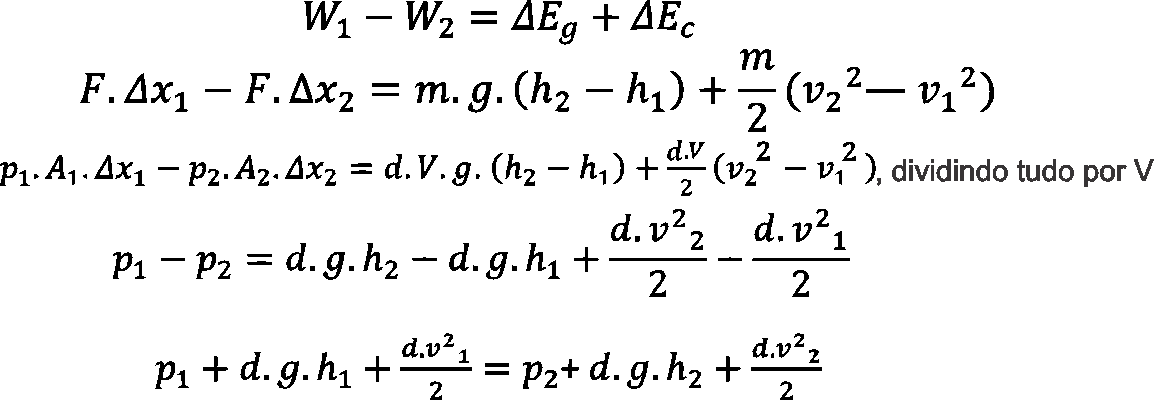 W₁ − W₂ = ΔE_g + ΔE_c
F. Δx₁ − F. Δx₂ = m. g. (h₂ − h₁) + m/2 (v₂²— v₁²)
p₁. A₁. Δx₁ − p₂. A₂. Δx₂ = d. V. g. (h₂ − h₁) + d.V/2 (v₂² − v₁²), dividindo tudo por V
p₁ − p₂ = d. g. h₂ − d. g. h₁ + d. v²₂/2 − d. v²₁/2
p₁ + d. g. h₁ + d.v²₁/2 = p₂+ d. g. h₂ + d.v²₂/2